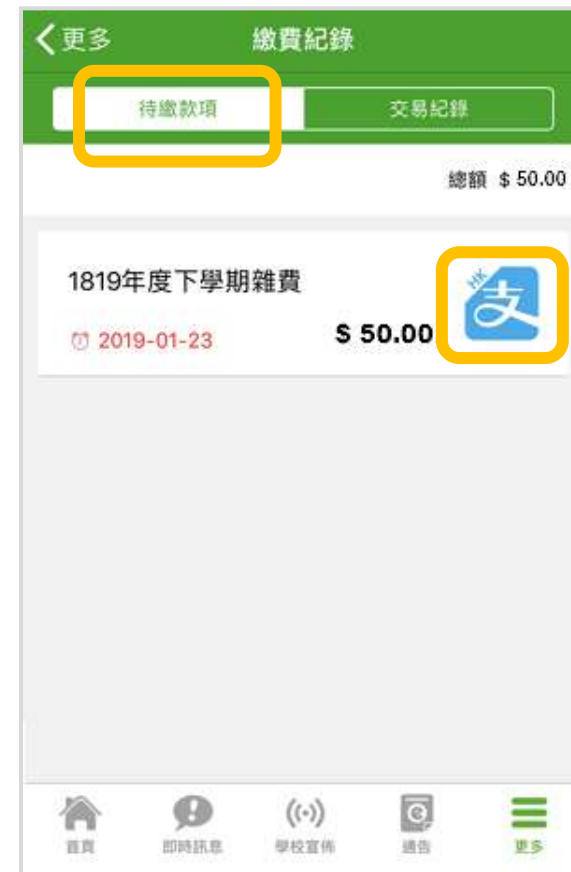 更多
繳費紀錄
待繳款項
交易紀錄
總額 $ 50.00
1819年度下學期雜費
HK
支
2019-01-23
$ 50.00
首頁
即時訊息
學校宣佈
通告
更多